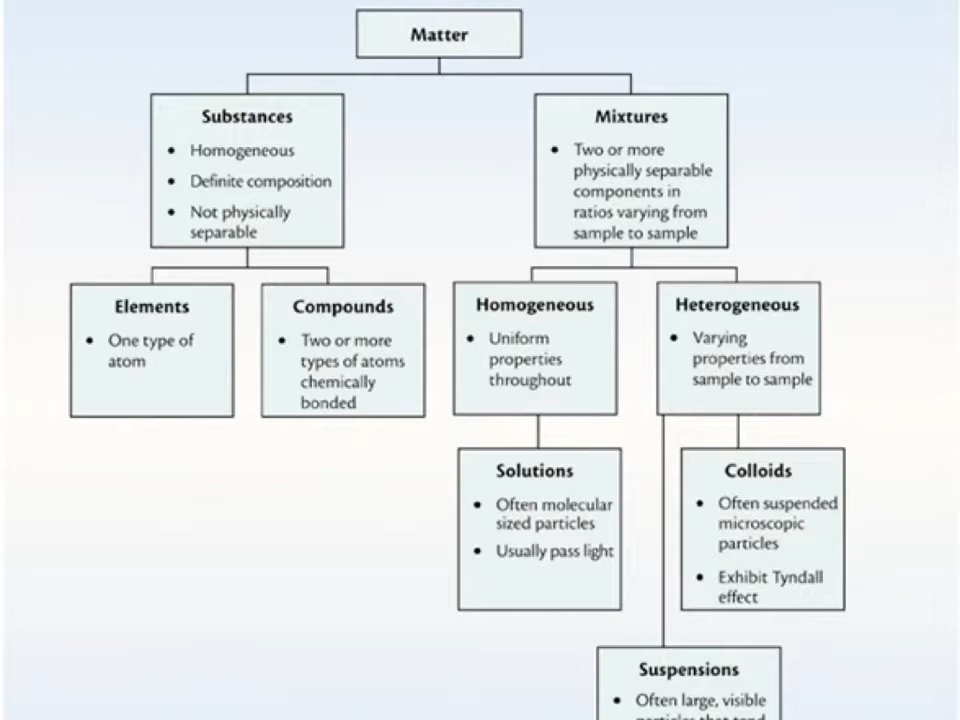 Matter
Substances
• Homogeneous
• Definite composition
• Not physically
separable
Mixtures
• Two or more
physically separable
components in
ratios varying from
sample to sample
Elements
• One type of
atom
Compounds
• Two or more
types of atoms
chemically
bonded
Homogeneous
• Uniform
properties
throughout
Heterogeneous
• Varying
properties from
sample to sample
Solutions
• Often molecular
sized particles
• Usually pass light
Colloids
• Often suspended
microscopic
particles
• Exhibit Tyndall
effect
Suspensions
• Often large, visible
particles that tend